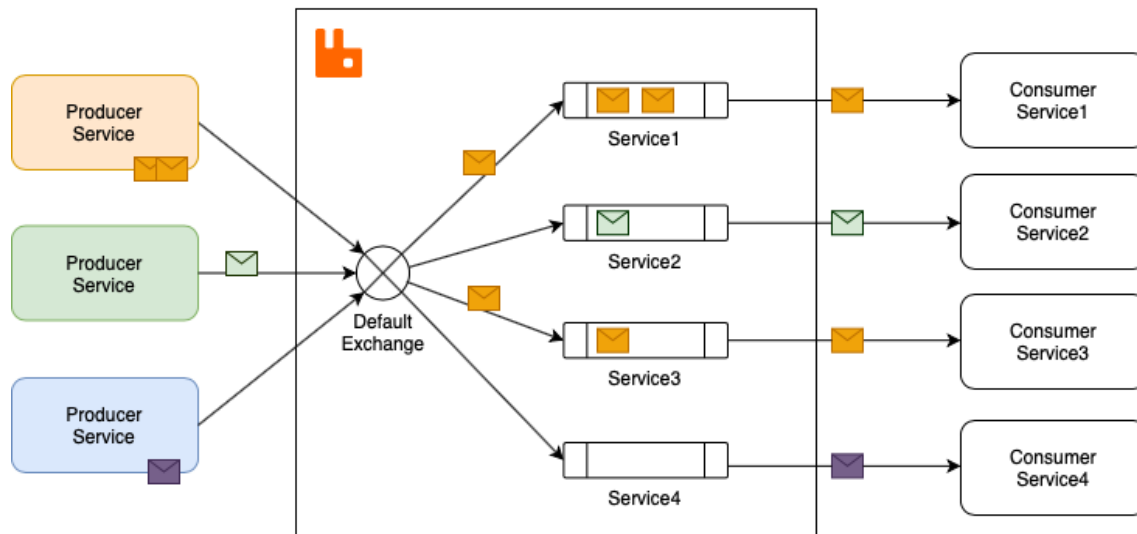 Producer
Service
Producer
Service
Producer
Service
Default
Exchange
Service1
Service2
Service3
Service4
Consumer
Service1
Consumer
Service2
Consumer
Service3
Consumer
Service4